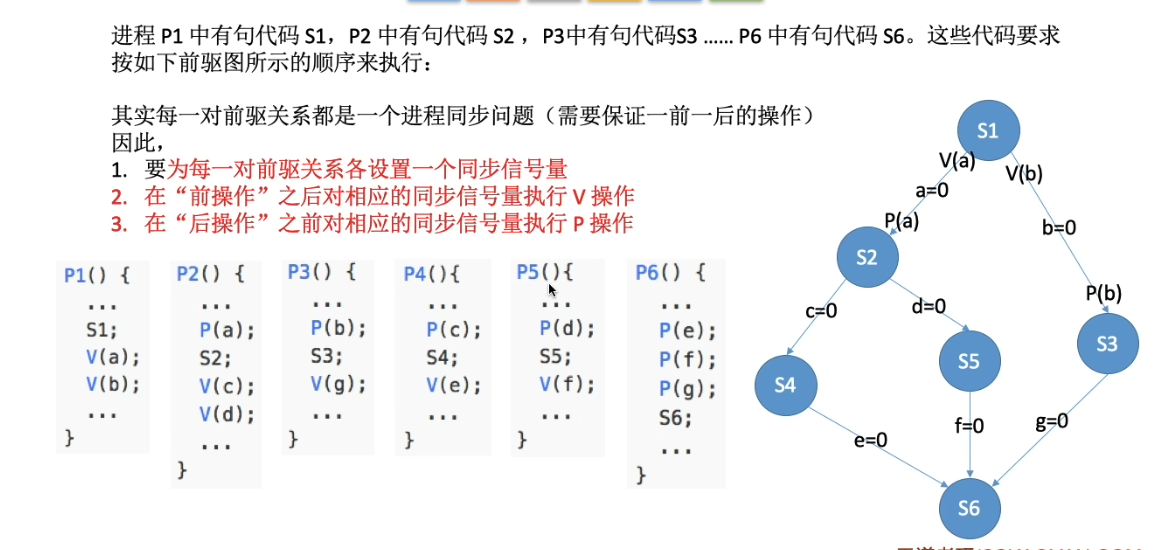 进程 P1 中有句代码 S1，P2 中有句代码 S2 ，P3中有句代码S3 …… P6 中有句代码 S6。这些代码要求
按如下前驱图所示的顺序来执行：
其实每一对前驱关系都是一个进程同步问题（需要保证一前一后的操作）
因此，
1. 要为每一对前驱关系各设置一个同步信号量
2. 在“前操作”之后对相应的同步信号量执行 V 操作
3. 在“后操作”之前对相应的同步信号量执行 P 操作
P1() {
...
S1;
V(a);
V(b);
...
}
P2() {
...
P(a);
S2;
V(c);
V(d);
...
}
P3() {
...
P(b);
S3;
V(g);
...
}
P4(){
...
P(c);
S4;
V(e);
...
}
P5(){
...
P(d);
S5;
V(f);
...
}
P6() {
...
P(e);
P(f);
P(g);
S6;
...
}
S1
V(a)
V(b)
a=0
P(a)
b=0
S2
P(b)
c=0
d=0
S3
S5
S4
f=0
g=0
e=0
S6